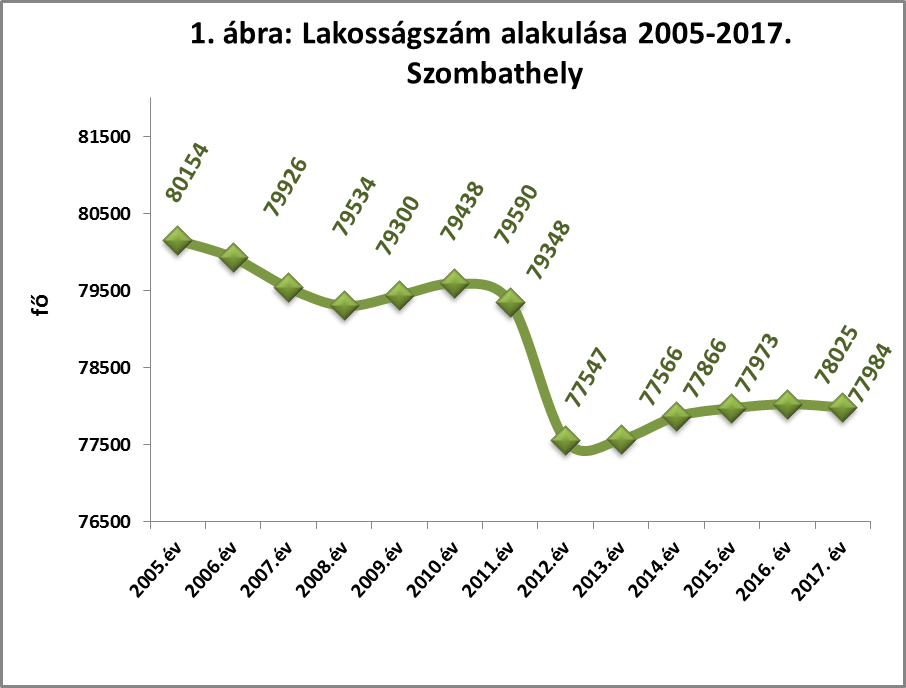 1. ábra: Lakosságszám alakulása 2005-2017.
Szombathely
fő
81500
80500
79500
78500
77500
76500
80154
79926
79534
79300
79438
79590
79348
77547
77566
77866
77973
78025
77984
2005.év
2006.év
2007.év
2008.év
2009.év
2010.év
2011.év
2012.év
2013.év
2014.év
2015.év
2016. év
2017. év